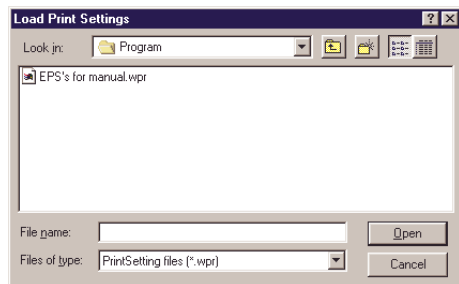 Load Print Settings
Look in: Program
EPS's for manual.wpr
File name: Open
Files of type: PrintSetting files (*.wpr) Cancel